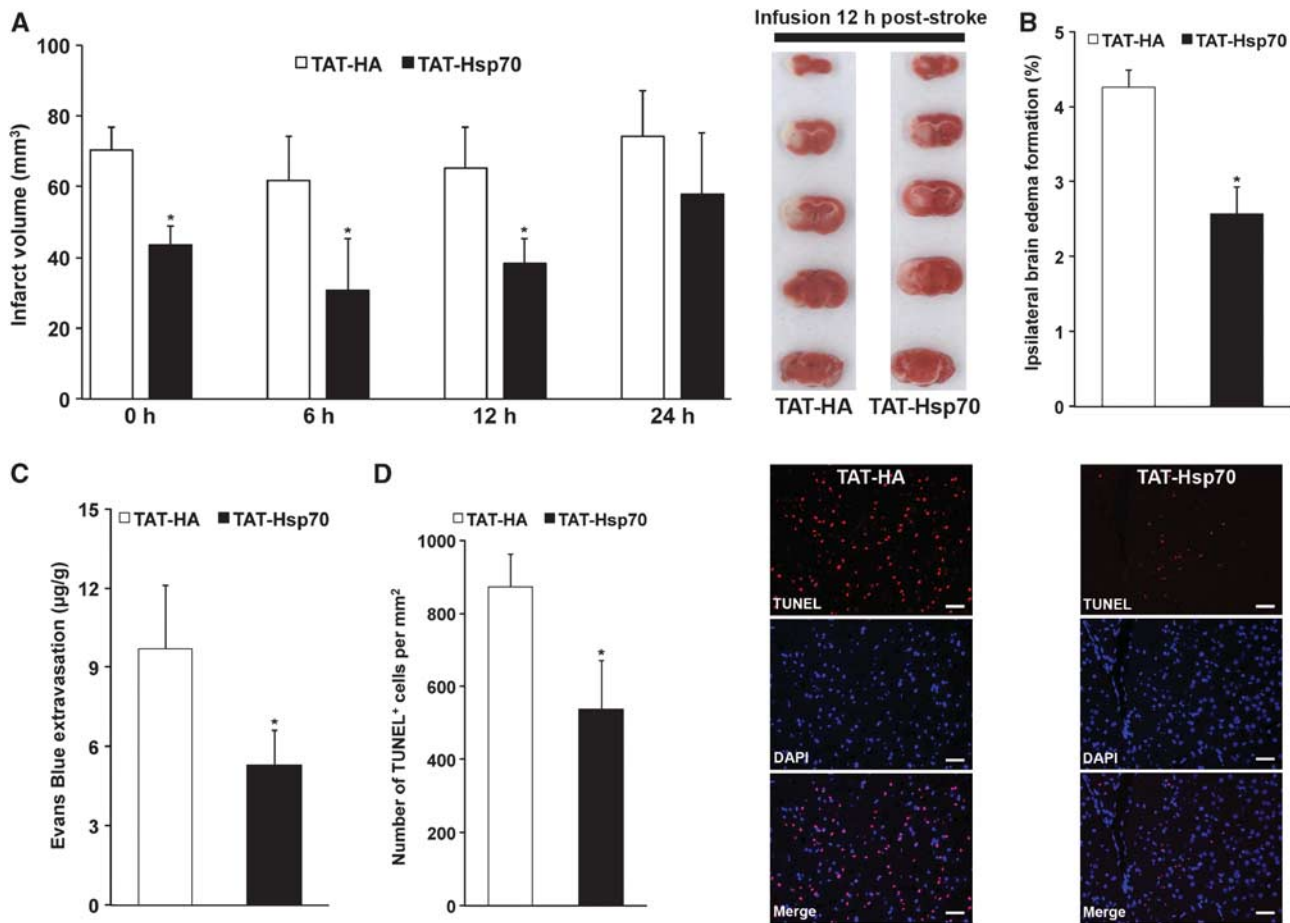 A
Infarct volume (mm³)
100
80
60
40
20
0
TAT-HA TAT-Hsp70
*
*
*
0 h 6 h 12 h 24 h
Infusion 12 h post-stroke
TAT-HA TAT-Hsp70
B
Ipsilateral brain edema formation (%)
5
4
3
2
1
0
TAT-HA TAT-Hsp70
*
C
Evans Blue extravasation (µg/g)
15
12
9
6
3
0
TAT-HA TAT-Hsp70
*
D
Number of TUNEL⁺ cells per mm²
1000
800
600
400
200
0
TAT-HA TAT-Hsp70
*
TAT-HA
TUNEL
DAPI
Merge
TAT-Hsp70
TUNEL
DAPI
Merge